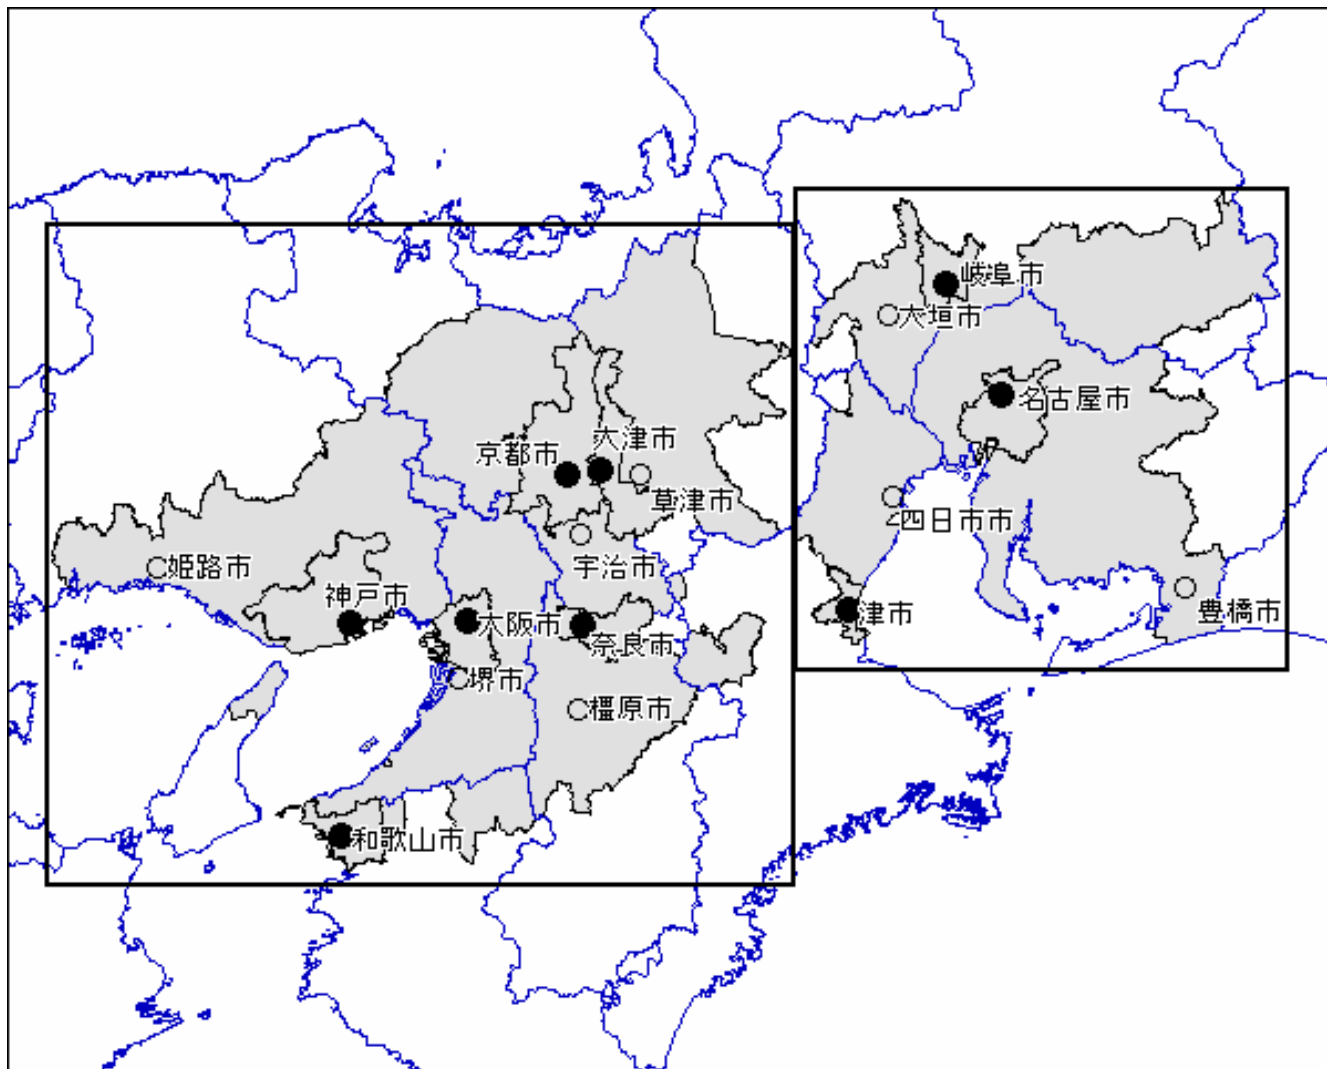 岐阜市
大垣市
名古屋市
大津市
京都市
草津市
四日市市
宇治市
姫路市
神戸市
大阪市
奈良市
津市
豊橋市
堺市
橿原市
和歌山市